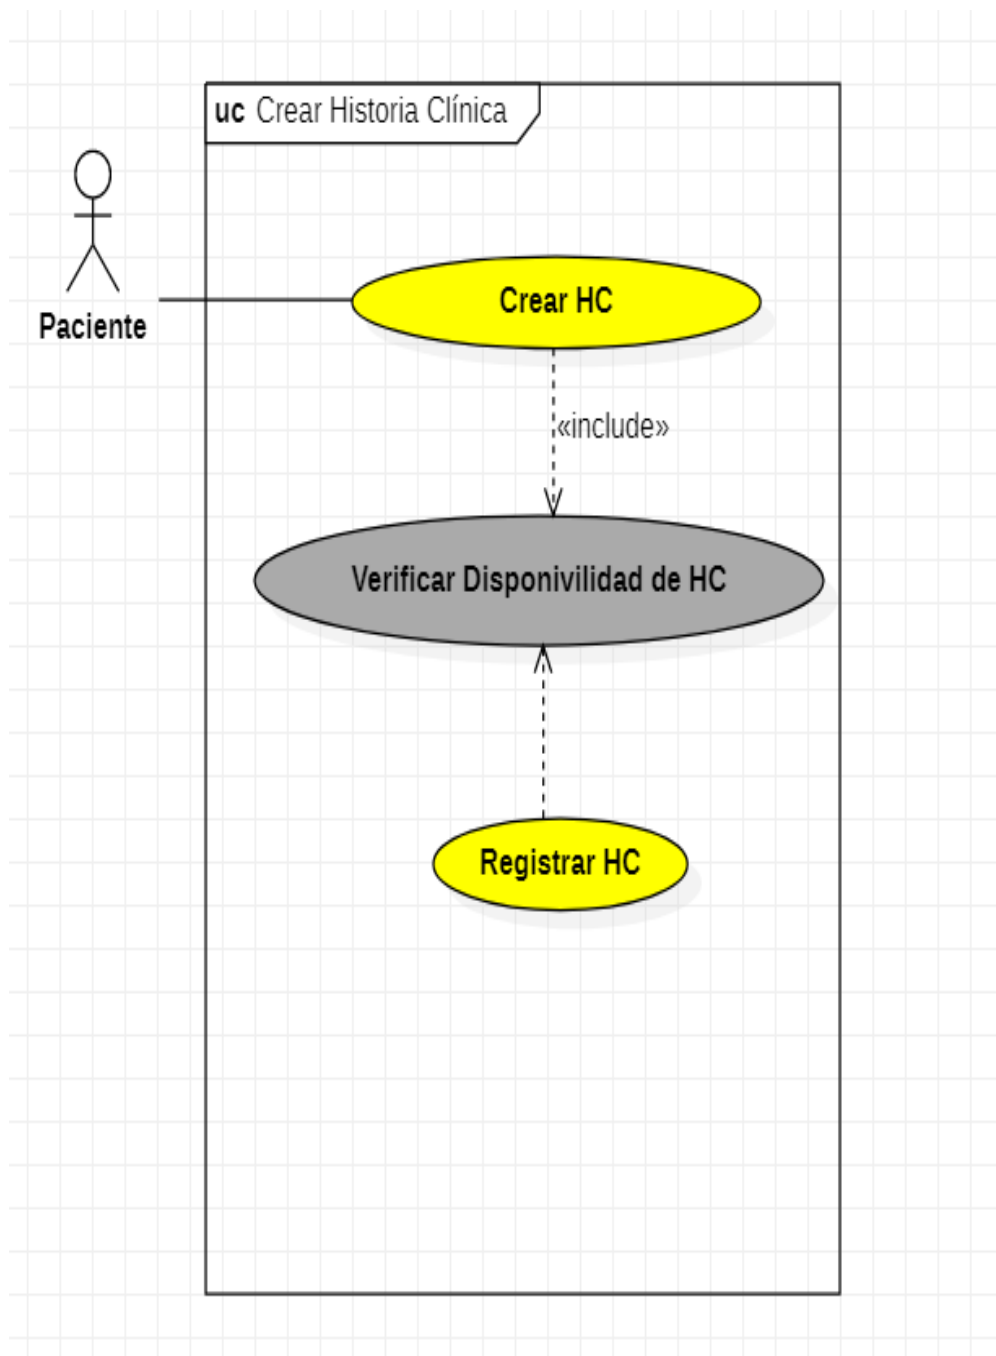 uc Crear Historia Clínica
Paciente
Crear HC
«include»
Verificar Disponivilidad de HC
Registrar HC